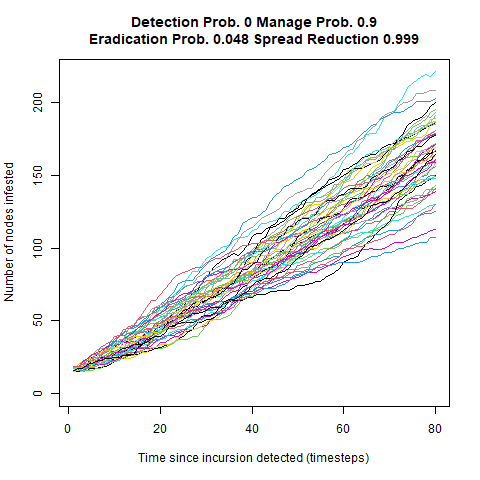 Detection Prob. 0 Manage Prob. 0.9
Eradication Prob. 0.048 Spread Reduction 0.999
Number of nodes infested
200
150
100
50
0
0 20 40 60 80
Time since incursion detected (timesteps)